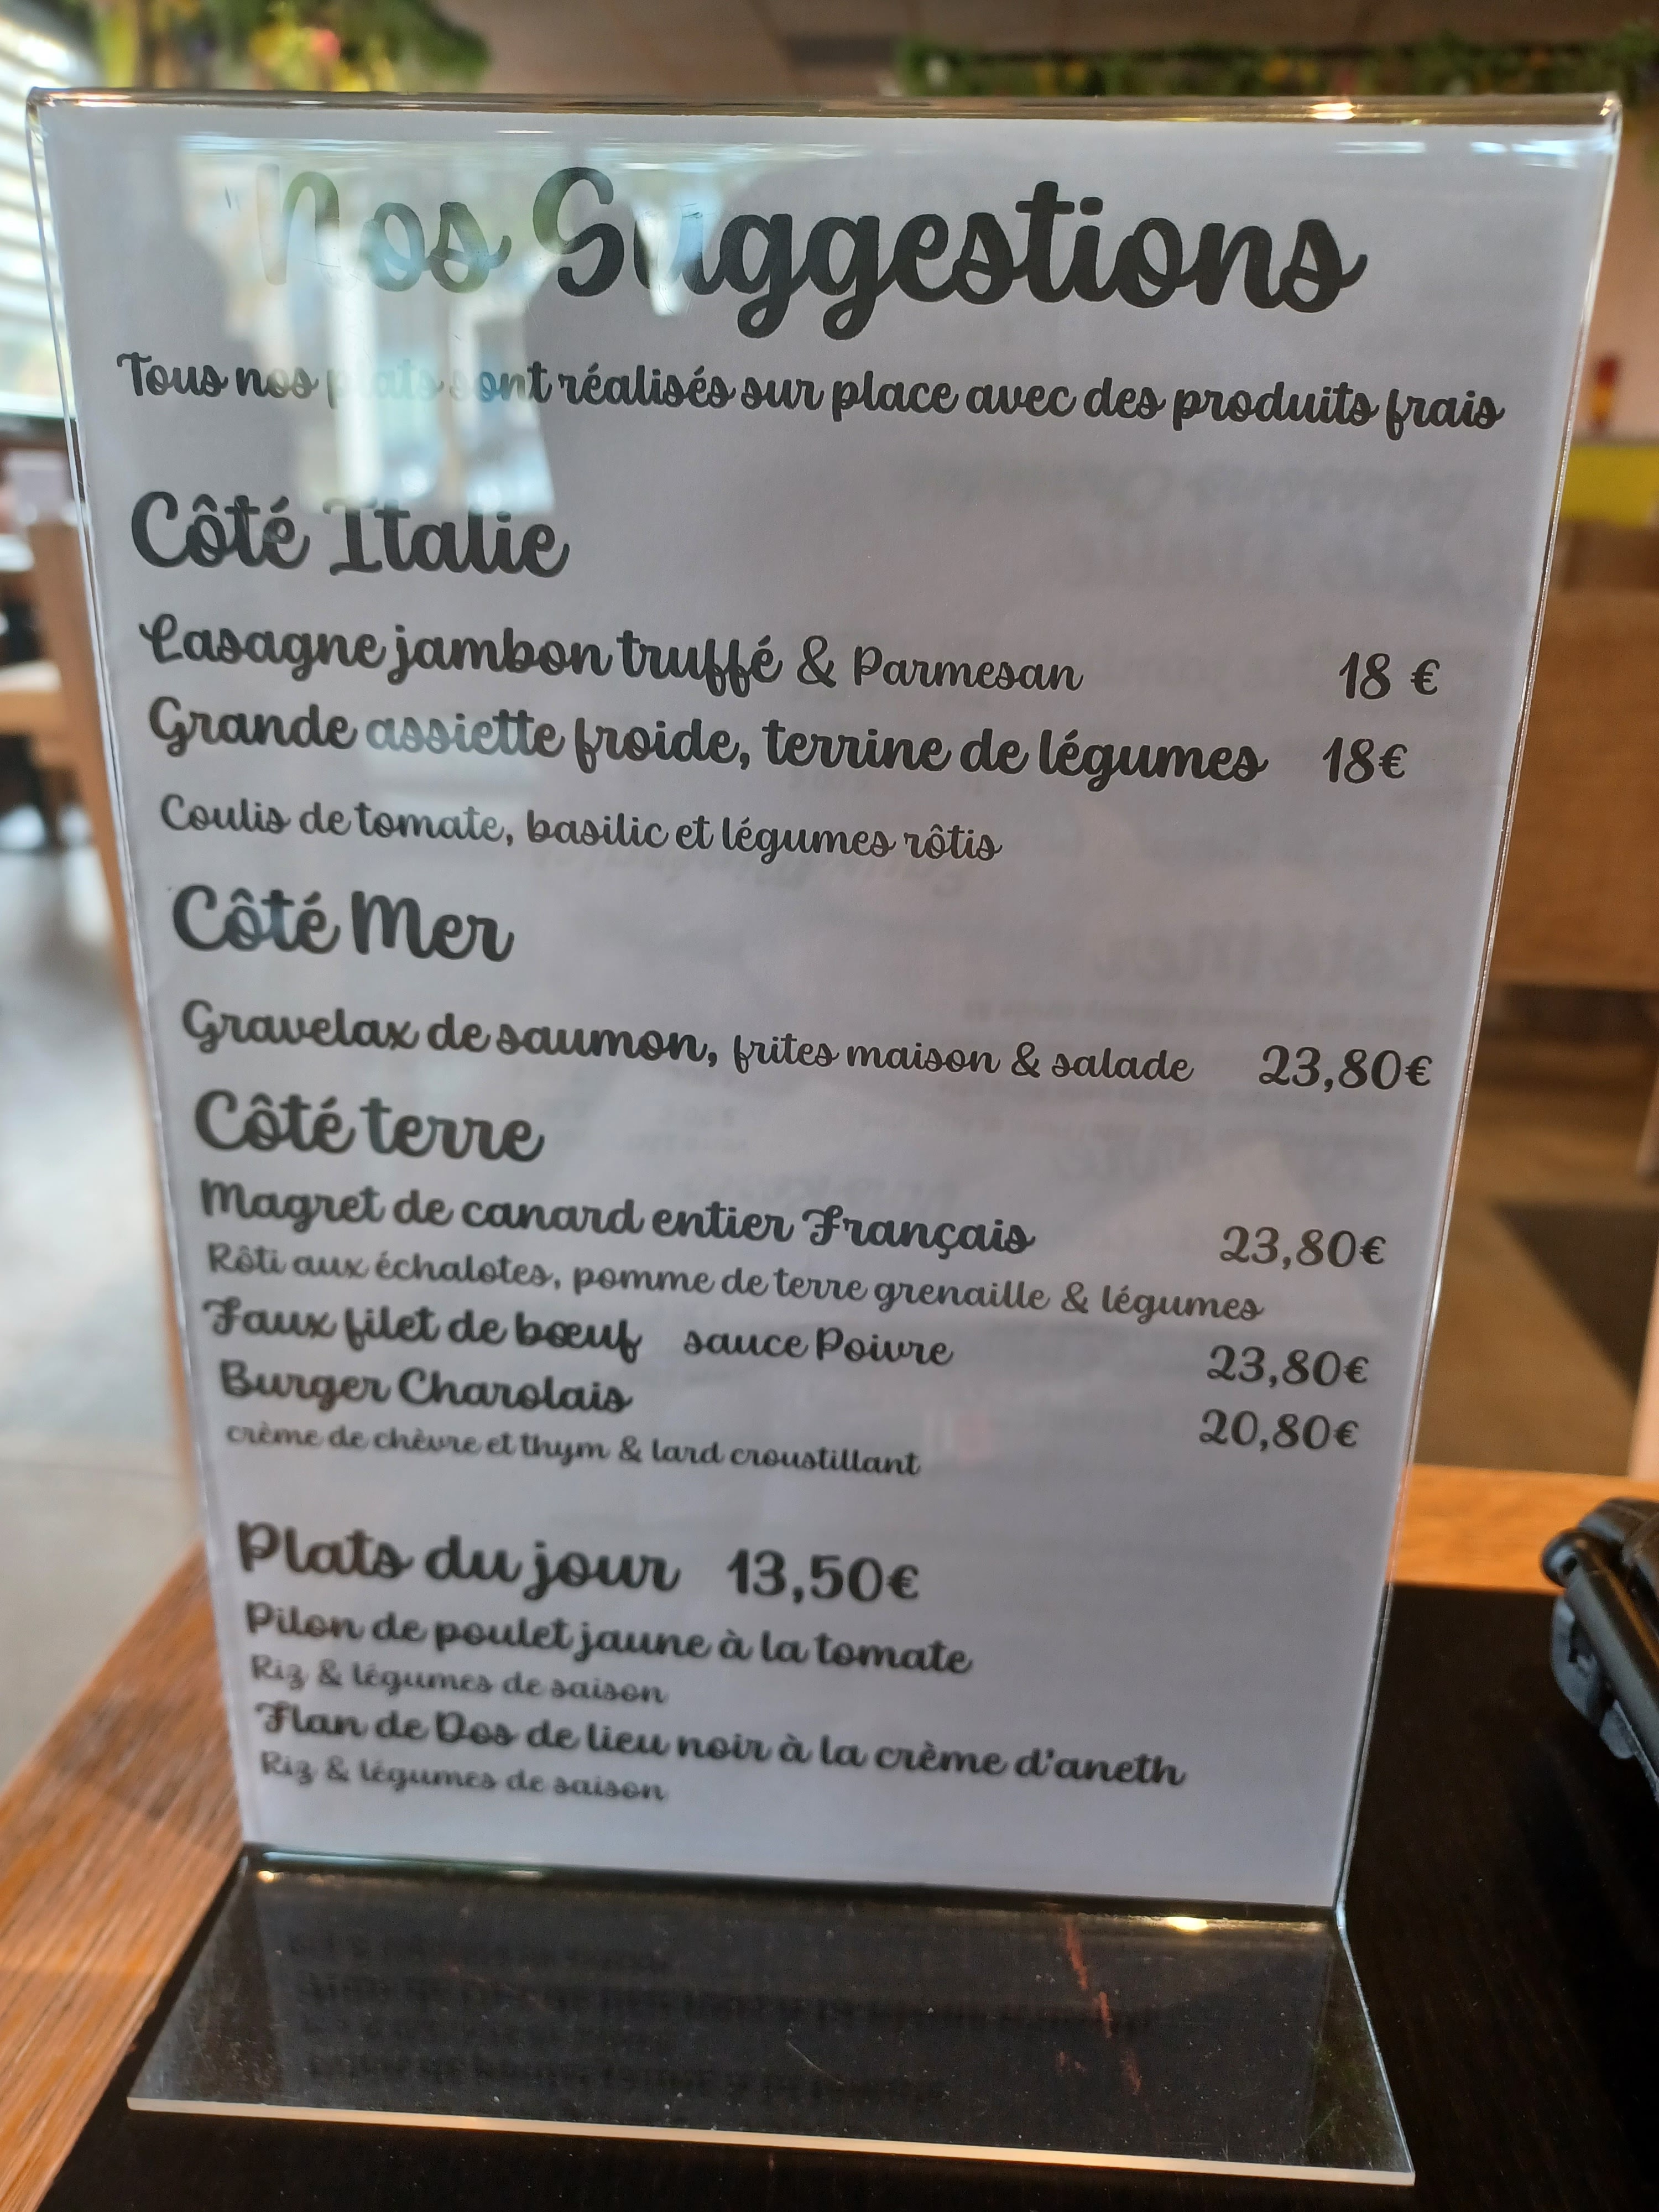 Nos Suggestions
Tous nos plats sont réalisés sur place avec des produits frais
Côté Italie
Lasagne jambon truffé & Parmesan 18 €
Grande assiette froide, terrine de légumes 18€
Coulis de tomate, basilic et légumes rôtis
Côté Mer
Gravelax de saumon, frites maison & salade 23,80€
Côté terre
Magret de canard entier Français 23,80€
Rôti aux échalotes, pomme de terre grenaille & légumes
Faux filet de bœuf sauce Poivre 23,80€
Burger Charolais 20,80€
crème de chèvre et thym & lard croustillant
Plats du jour 13,50€
Pilon de poulet jaune à la tomate
Riz & légumes de saison
Flan de Dos de lieu noir à la crème d'aneth
Riz & légumes de saison